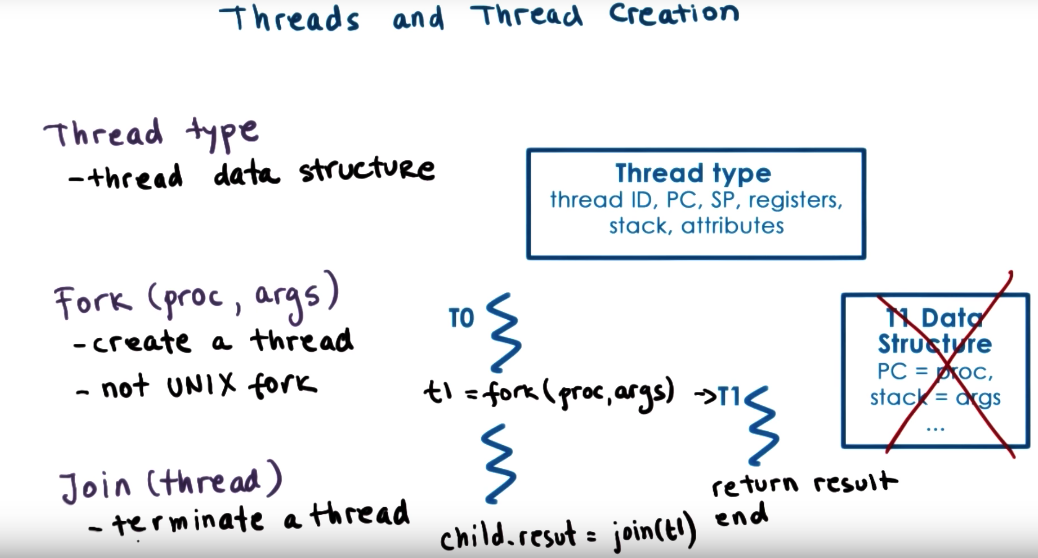 Threads and Thread Creation
Thread type
- thread data structure
Thread type
thread ID, PC, SP, registers,
stack, attributes
Fork (proc, args)
- create a thread
- not UNIX fork
T0
t1 = fork(proc,args) -> T1
T1 Data
Structure
PC = proc,
stack = args
...
Join (thread)
- terminate a thread
child.resut = join(t1)
return result
end